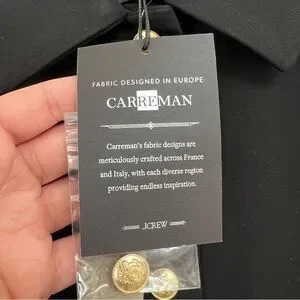 FABRIC DESIGNED IN EUROPE
CARREMAN
Carreman's fabric designs are
meticulously crafted across France
and Italy, with each diverse region
providing endless inspiration.
J.CREW